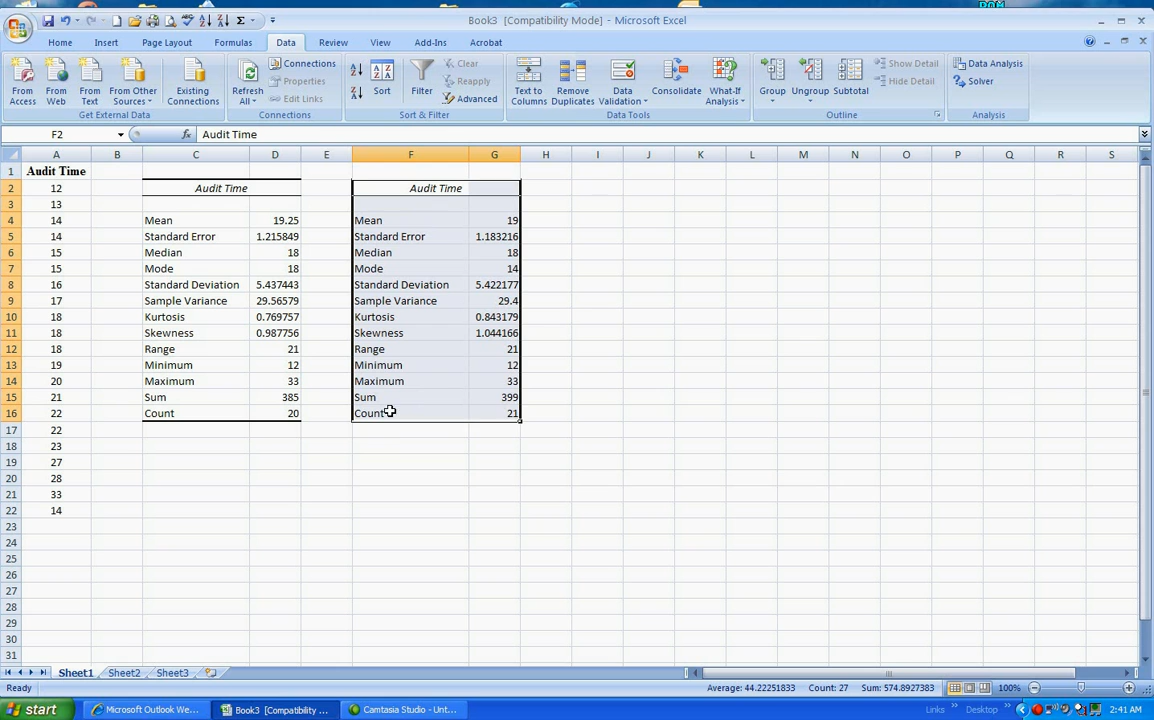 Book3 [Compatibility Mode] - Microsoft Excel
Home Insert Page Layout Formulas Data Review View Add-Ins Acrobat
From Access
From Web
From Text
From Other Sources
Existing Connections
Get External Data
Refresh All
Connections
Properties
Edit Links
Connections
Sort
Filter
Clear
Reapply
Advanced
Sort & Filter
Text to Columns
Remove Duplicates
Data Validation
Consolidate
What-If Analysis
Data Tools
Group
Ungroup
Subtotal
Show Detail
Hide Detail
Outline
Data Analysis
Solver
Analysis
F2 fx Audit Time
A B C D E F G H I J K L M N O P Q R S
1 Audit Time
2 12 Audit Time Audit Time
3 13
4 14 Mean 19.25 Mean 19
5 14 Standard Error 1.215849 Standard Error 1.183216
6 15 Median 18 Median 18
7 15 Mode 18 Mode 14
8 16 Standard Deviation 5.437443 Standard Deviation 5.422177
9 17 Sample Variance 29.56579 Sample Variance 29.4
10 18 Kurtosis 0.769757 Kurtosis 0.843179
11 18 Skewness 0.987756 Skewness 1.044166
12 18 Range 21 Range 21
13 19 Minimum 12 Minimum 12
14 20 Maximum 33 Maximum 33
15 21 Sum 385 Sum 399
16 22 Count 20 Count 21
17 22
18 23
19 27
20 28
21 33
22 14
23
24
25
26
27
28
29
30
31
Sheet1 Sheet2 Sheet3
Ready Average: 44.22251833 Count: 27 Sum: 574.8927383 100%
start Microsoft Outlook We... Book3 [Compatibility ... Camtasia Studio - Unt... Links Desktop 2:41 AM